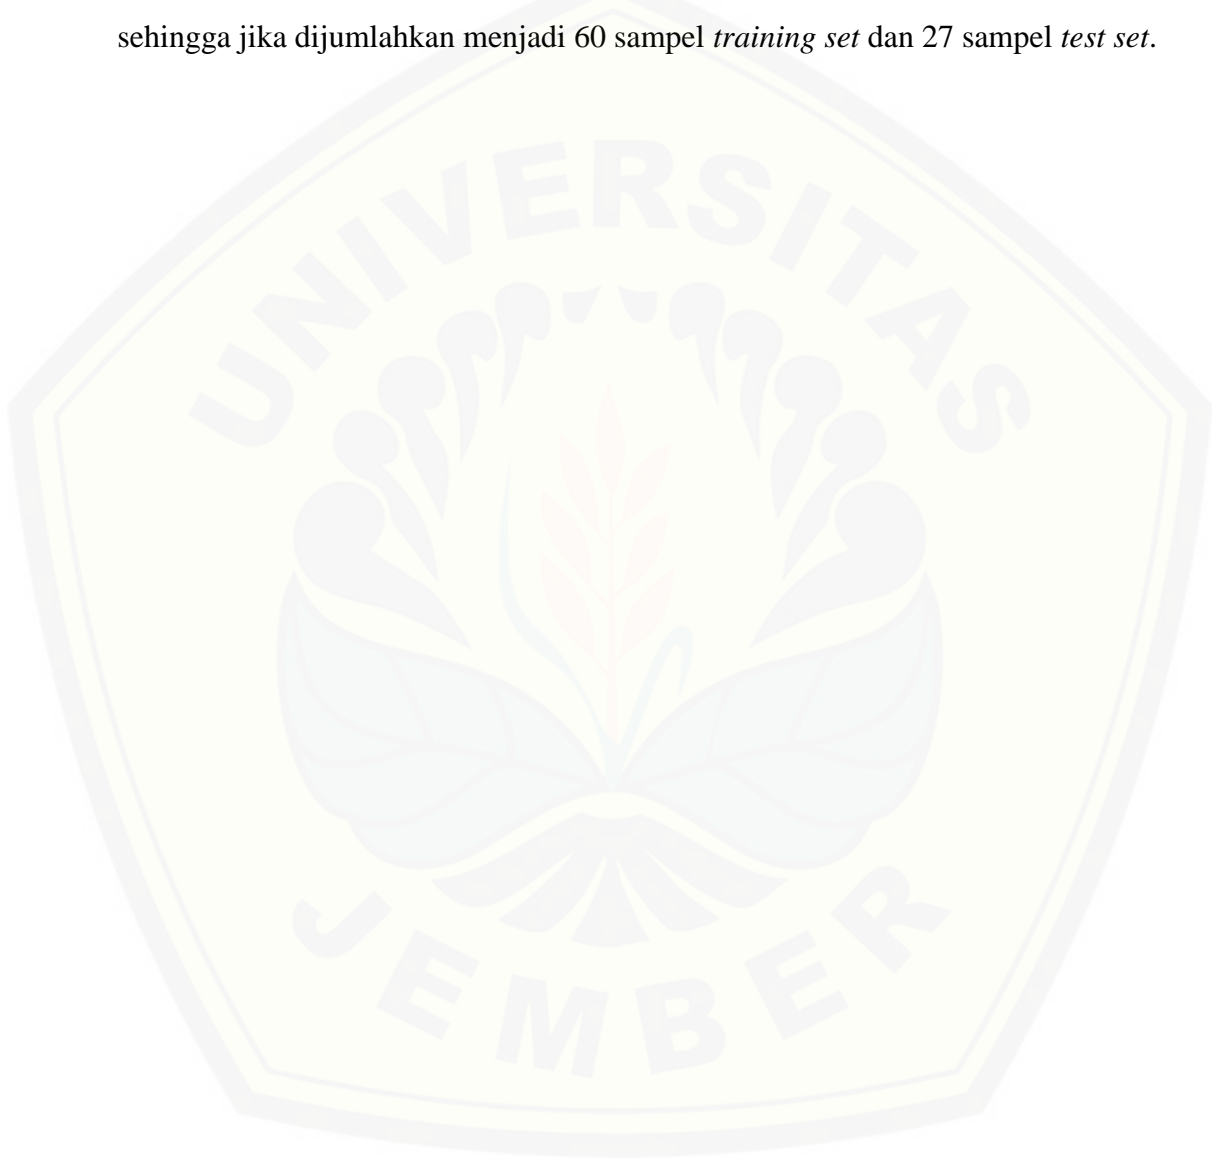 sehingga jika dijumlahkan menjadi 60 sampel training set dan 27 sampel test set.
UNIVERSITAS
JEMBER